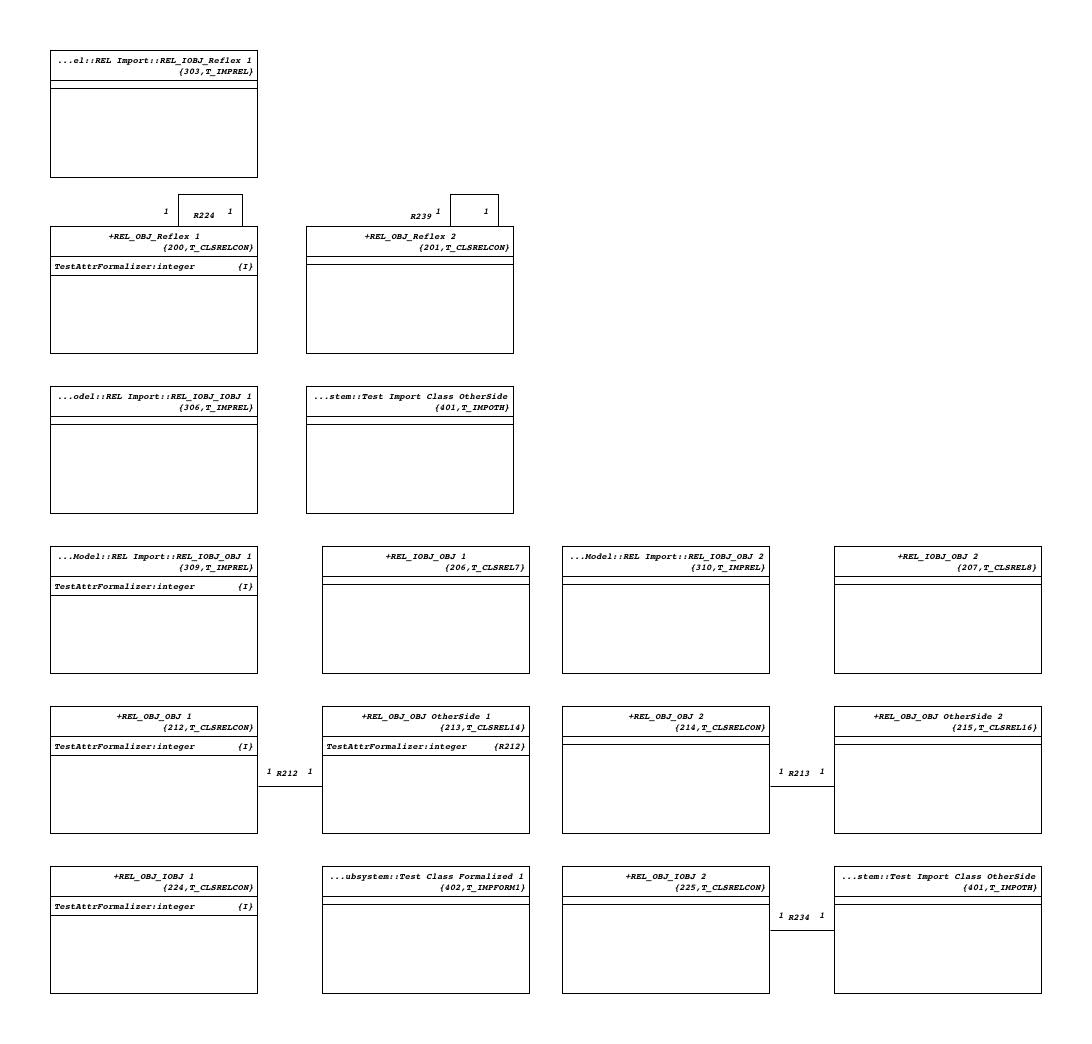 ...el::REL Import::REL_IOBJ_Reflex 1
{303,T_IMPREL}
1 R224 1
R239 1 1
+REL_OBJ_Reflex 1
{200,T_CLSRELCON}
TestAttrFormalizer:integer {I}
+REL_OBJ_Reflex 2
{201,T_CLSRELCON}
...odel::REL Import::REL_IOBJ_IOBJ 1
{306,T_IMPREL}
...stem::Test Import Class OtherSide
{401,T_IMPOTH}
...Model::REL Import::REL_IOBJ_OBJ 1
{309,T_IMPREL}
TestAttrFormalizer:integer {I}
+REL_IOBJ_OBJ 1
{206,T_CLSREL7}
...Model::REL Import::REL_IOBJ_OBJ 2
{310,T_IMPREL}
+REL_IOBJ_OBJ 2
{207,T_CLSREL8}
+REL_OBJ_OBJ 1
{212,T_CLSRELCON}
TestAttrFormalizer:integer {I}
1 R212 1
+REL_OBJ_OBJ OtherSide 1
{213,T_CLSREL14}
TestAttrFormalizer:integer {R212}
+REL_OBJ_OBJ 2
{214,T_CLSRELCON}
1 R213 1
+REL_OBJ_OBJ OtherSide 2
{215,T_CLSREL16}
+REL_OBJ_IOBJ 1
{224,T_CLSRELCON}
TestAttrFormalizer:integer {I}
...ubsystem::Test Class Formalized 1
{402,T_IMPFORM1}
+REL_OBJ_IOBJ 2
{225,T_CLSRELCON}
1 R234 1
...stem::Test Import Class OtherSide
{401,T_IMPOTH}